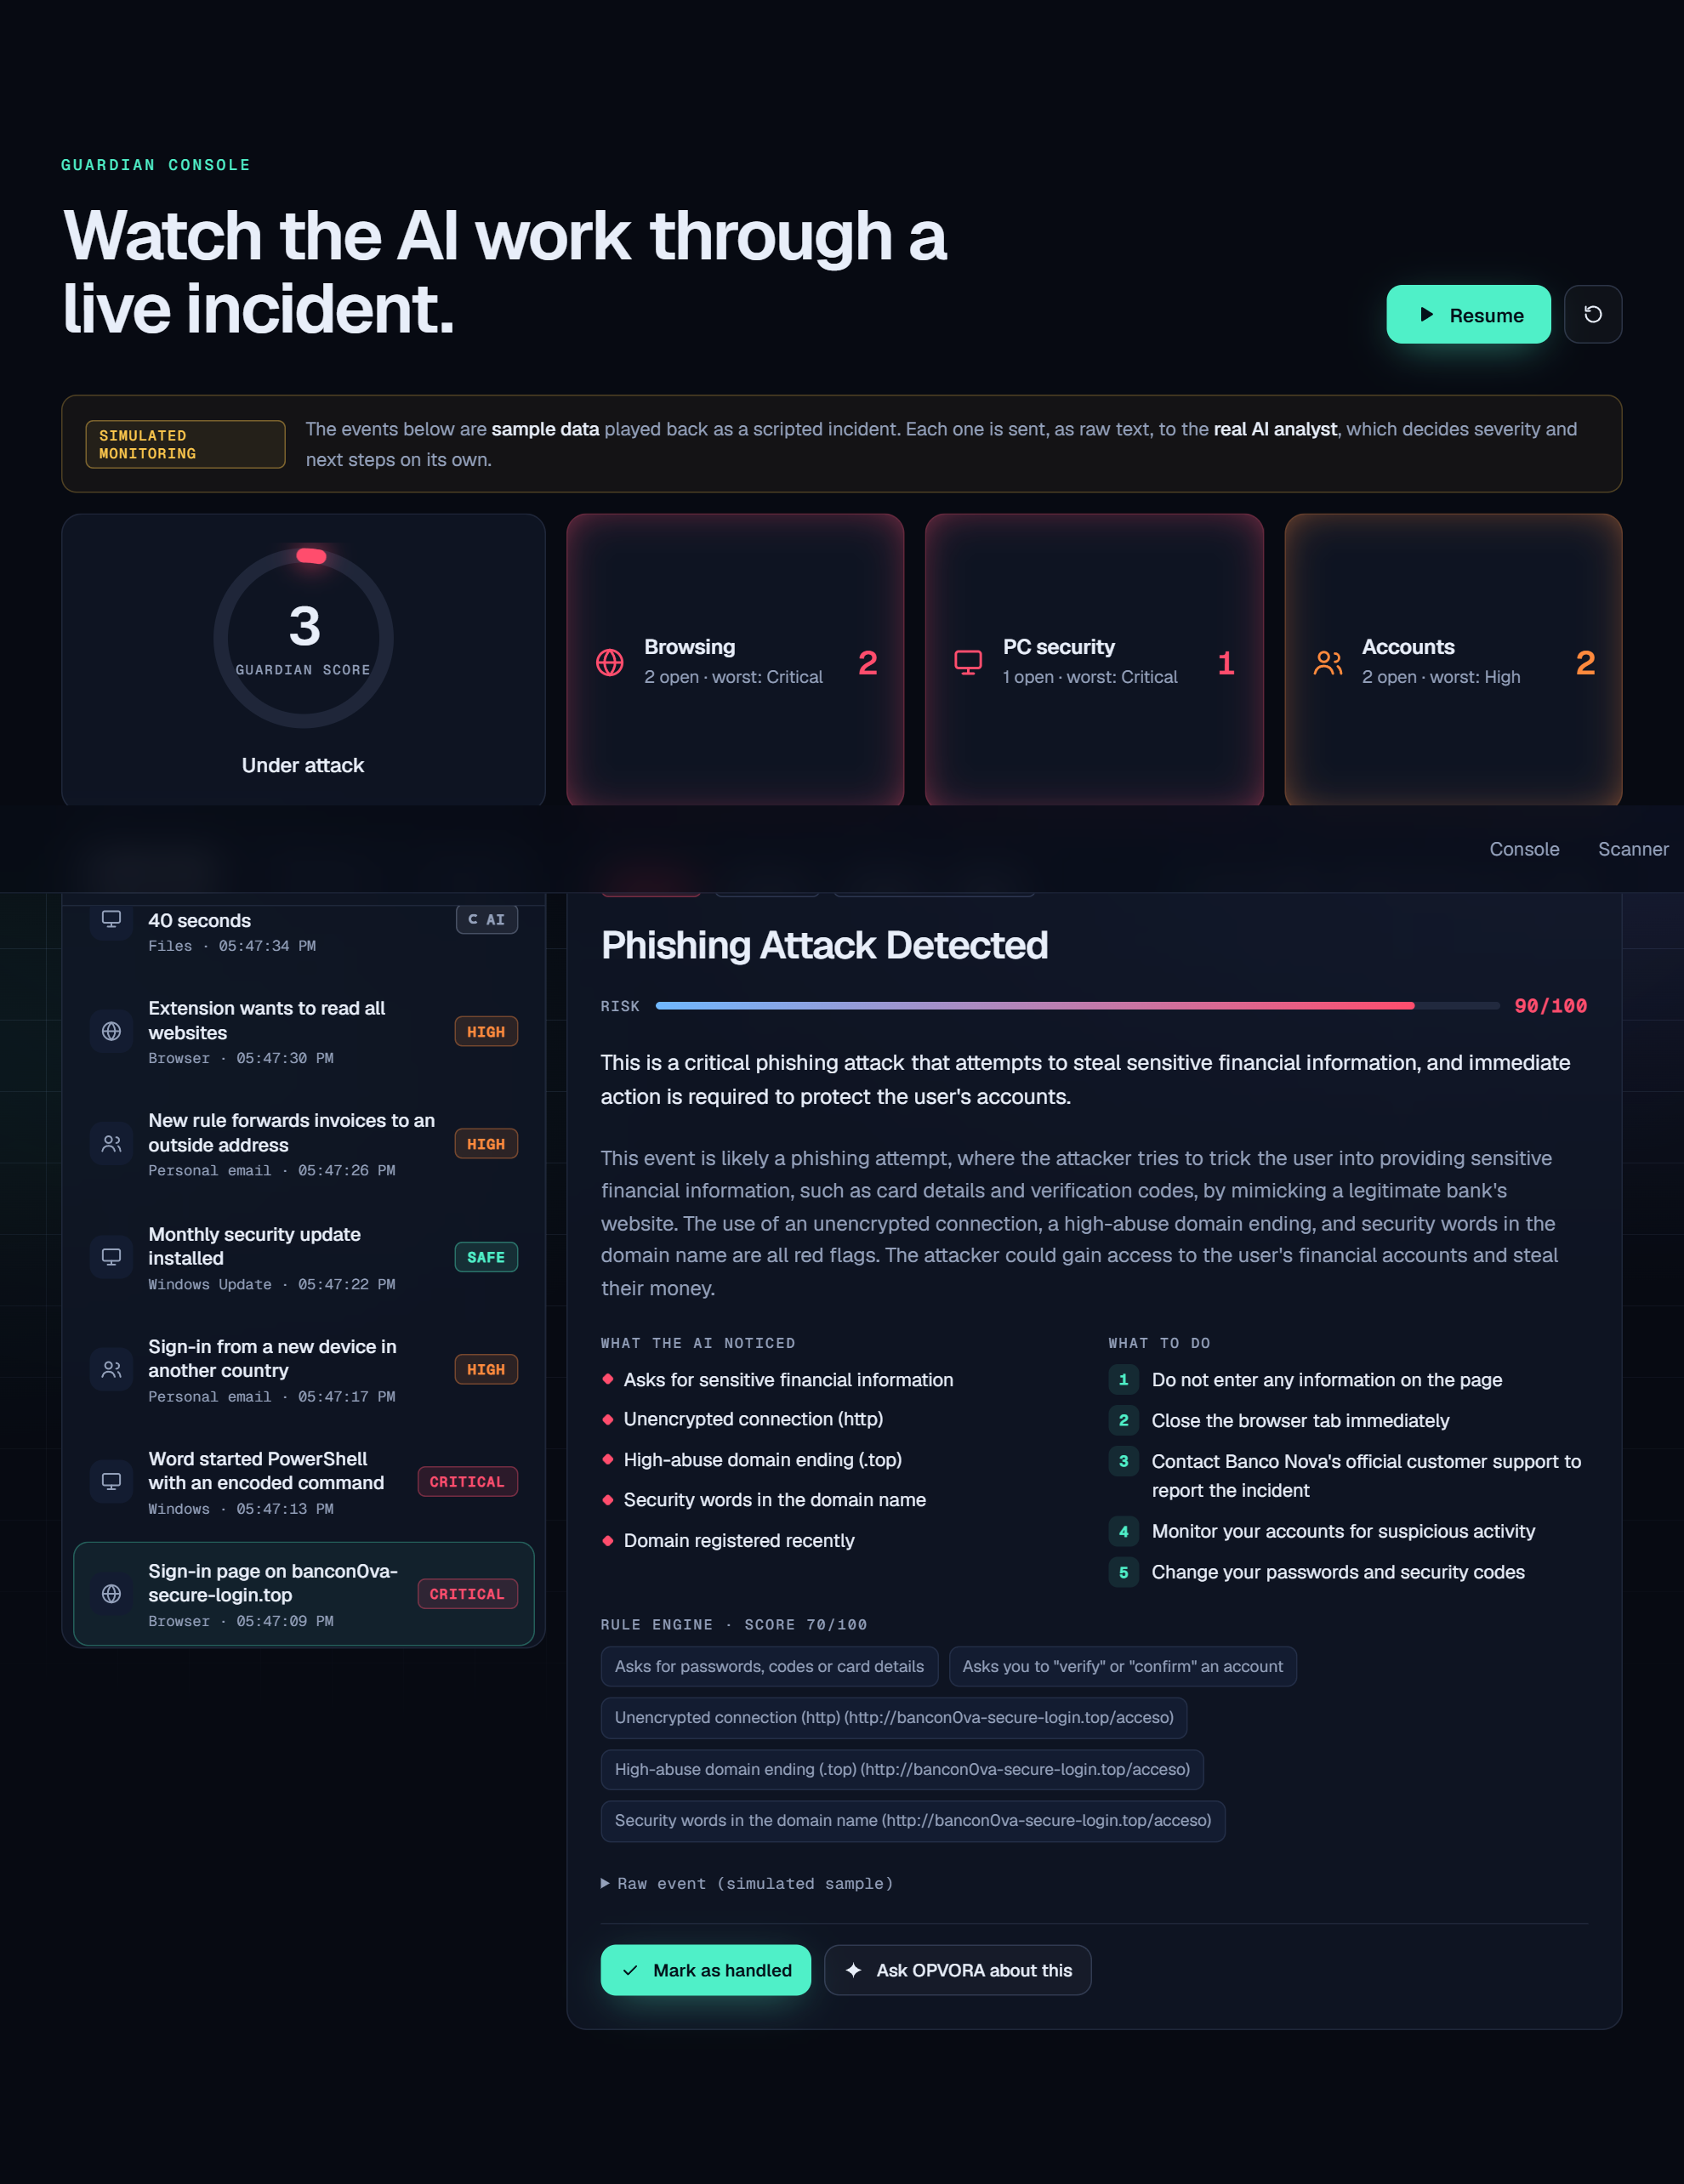 GUARDIAN CONSOLE
Watch the AI work through a
live incident.
Resume
SIMULATED
MONITORING
The events below are sample data played back as a scripted incident. Each one is sent, as raw text, to the real AI analyst, which decides severity and
next steps on its own.
3
GUARDIAN SCORE
Under attack
Browsing
2 open · worst: Critical
2
PC security
1 open · worst: Critical
1
Accounts
2 open · worst: High
2
Console
Scanner
40 seconds
C AI
Files · 05:47:34 PM
Extension wants to read all
websites
HIGH
Browser · 05:47:30 PM
New rule forwards invoices to an
outside address
HIGH
Personal email · 05:47:26 PM
Monthly security update
installed
SAFE
Windows Update · 05:47:22 PM
Sign-in from a new device in
another country
HIGH
Personal email · 05:47:17 PM
Word started PowerShell
with an encoded command
CRITICAL
Windows · 05:47:13 PM
Sign-in page on bancon0va-
secure-login.top
CRITICAL
Browser · 05:47:09 PM
Phishing Attack Detected
RISK
90/100
This is a critical phishing attack that attempts to steal sensitive financial information, and immediate
action is required to protect the user's accounts.
This event is likely a phishing attempt, where the attacker tries to trick the user into providing sensitive
financial information, such as card details and verification codes, by mimicking a legitimate bank's
website. The use of an unencrypted connection, a high-abuse domain ending, and security words in the
domain name are all red flags. The attacker could gain access to the user's financial accounts and steal
their money.
WHAT THE AI NOTICED
Asks for sensitive financial information
Unencrypted connection (http)
High-abuse domain ending (.top)
Security words in the domain name
Domain registered recently
WHAT TO DO
1 Do not enter any information on the page
2 Close the browser tab immediately
3 Contact Banco Nova's official customer support to
report the incident
4 Monitor your accounts for suspicious activity
5 Change your passwords and security codes
RULE ENGINE · SCORE 70/100
Asks for passwords, codes or card details
Asks you to "verify" or "confirm" an account
Unencrypted connection (http) (http://bancon0va-secure-login.top/acceso)
High-abuse domain ending (.top) (http://bancon0va-secure-login.top/acceso)
Security words in the domain name (http://bancon0va-secure-login.top/acceso)
Raw event (simulated sample)
Mark as handled
Ask OPVORA about this